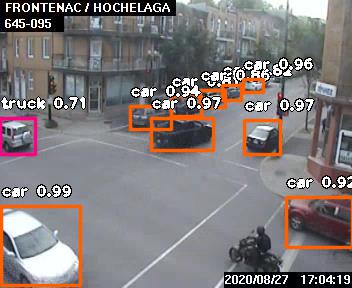 FRONTENAC / HOCHELAGA
645-095
car 0.96
car 0.94
car 0.97
car 0.97
truck 0.71
car 0.99
car 0.92
2020/08/27 17:04:19